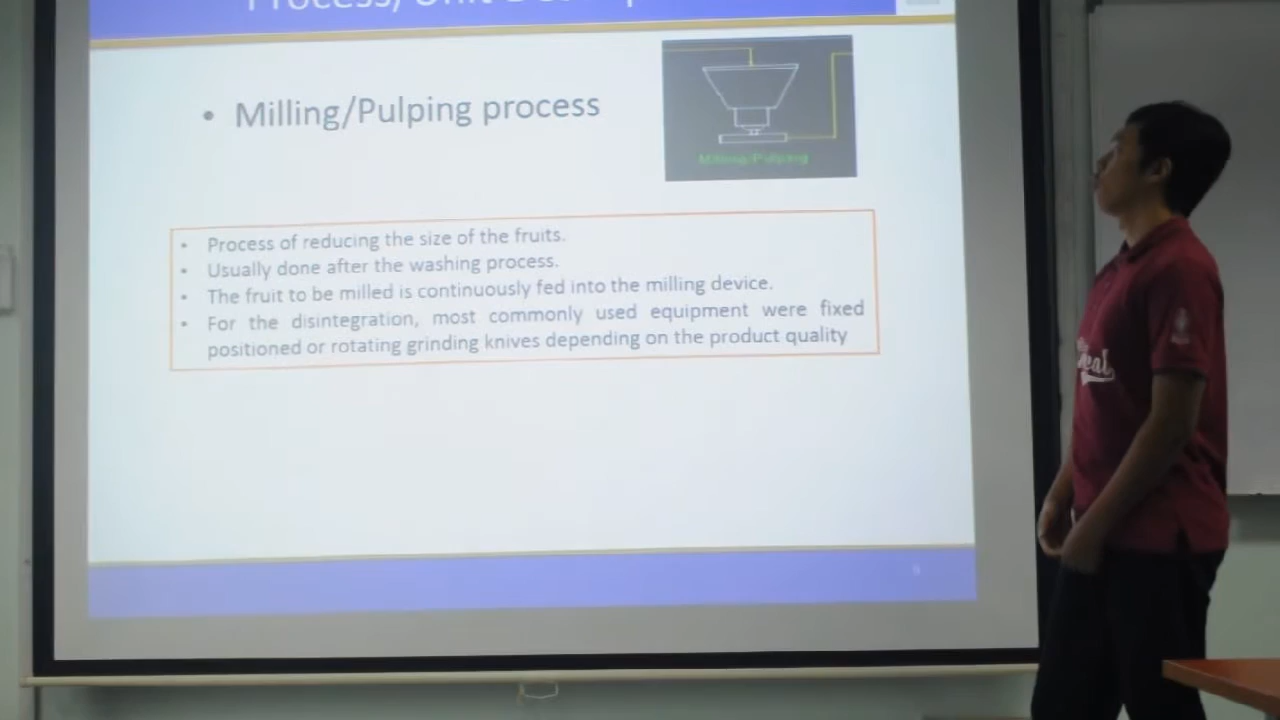 Process/Unit
• Milling/Pulping process
Milling/Pulping
• Process of reducing the size of the fruits.
• Usually done after the washing process.
• The fruit to be milled is continuously fed into the milling device.
• For the disintegration, most commonly used equipment were fixed
positioned or rotating grinding knives depending on the product quality